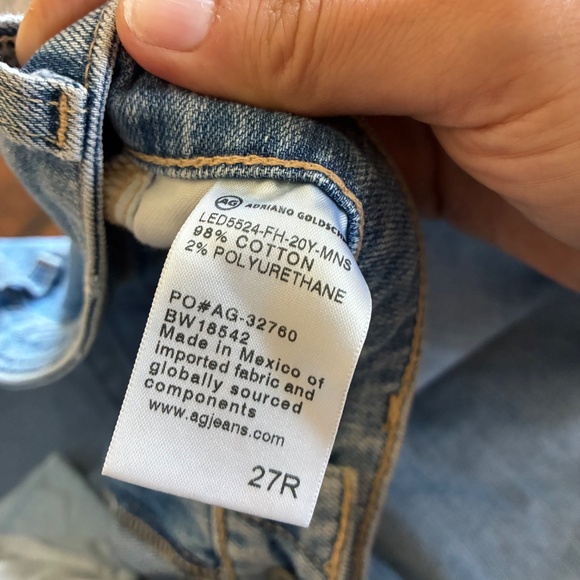 AG ADRIANO GOLDSCH
LED5524-FH-20Y-MNS
98% COTTON
2% POLYURETHANE
PO#AG-32760
BW18542
Made in Mexico of
Imported fabric and
globally sourced
components
www.agjeans.com
27R